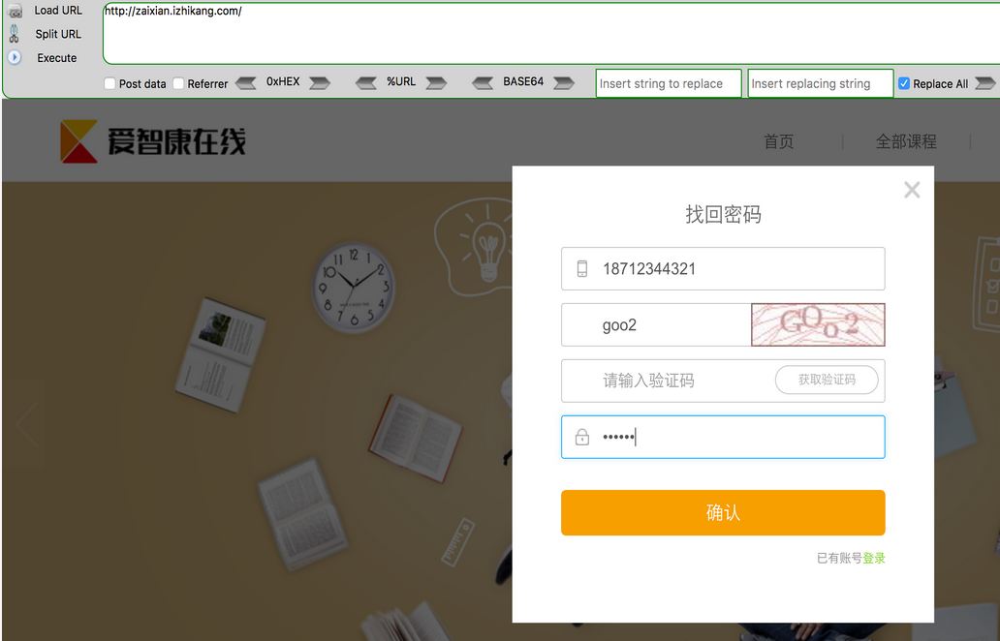 Load URL
http://zaixian.izhikang.com/
Split URL
Execute
Post data
Referrer
0xHEX
%URL
BASE64
Insert string to replace
Insert replacing string
Replace All
爱智康在线
首页
全部课程
找回密码
18712344321
goo2
GOo2
请输入验证码
获取验证码
••••••
确认
已有账号登录